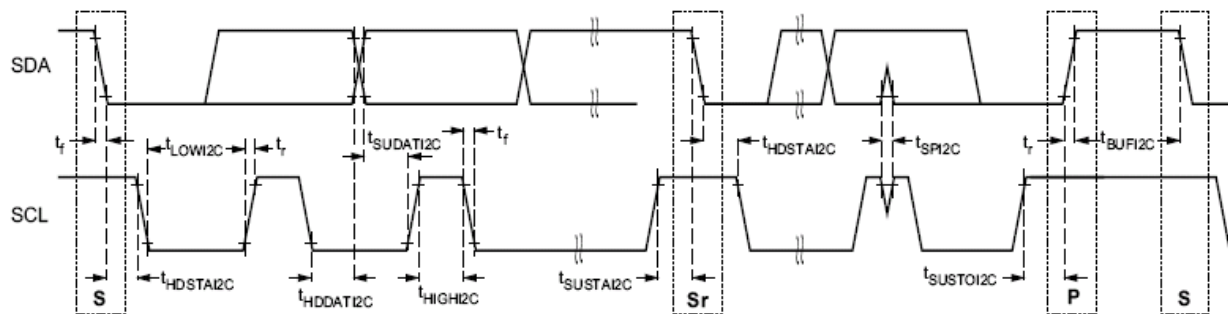 SDA
t_f
t_LOWI2C
t_r
t_SUDATI2C
t_f
t_HDSTAI2C
t_SPI2C
t_r
t_BUFI2C
SCL
t_HDSTAI2C
t_HDDATI2C
t_HIGHI2C
t_SUSTAI2C
t_SUSTOI2C
S
Sr
P
S